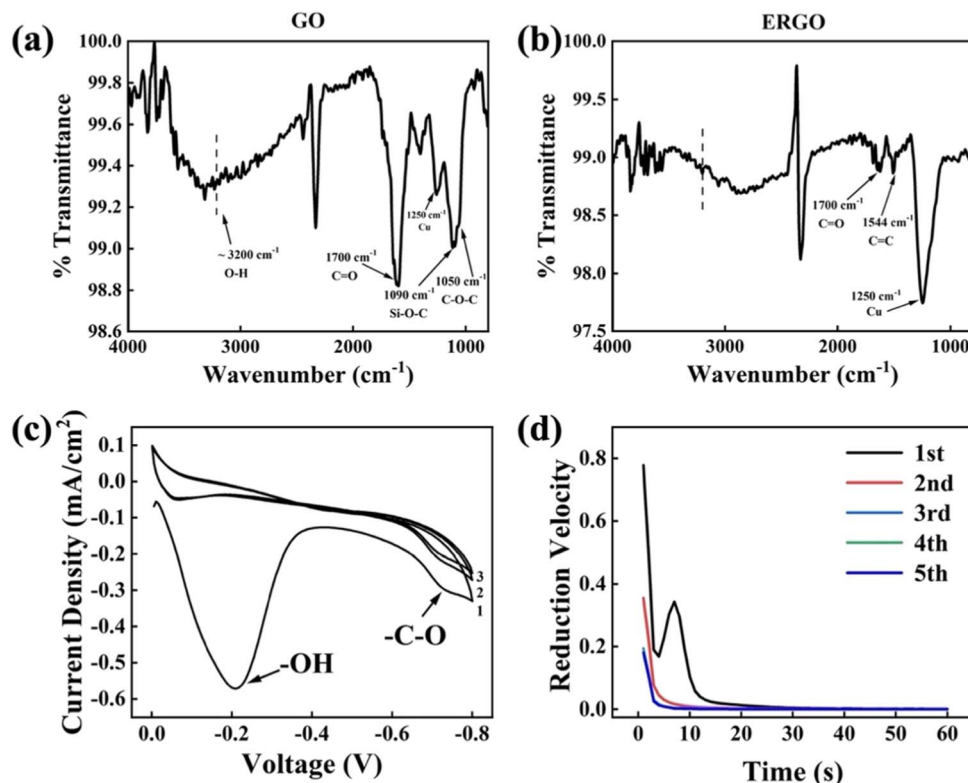 GO
(a)
100.0
99.8
99.6
99.4
99.2
99.0
98.8
98.6
% Transmittance
~ 3200 cm⁻¹
O-H
1700 cm⁻¹
C=O
1250 cm⁻¹
Cu
1090 cm⁻¹
Si-O-C
1050 cm⁻¹
C-O-C
4000 3000 2000 1000
Wavenumber (cm⁻¹)
ERGO
(b)
100.0
99.5
99.0
98.5
98.0
97.5
% Transmittance
1700 cm⁻¹
C=O
1544 cm⁻¹
C=C
1250 cm⁻¹
Cu
4000 3000 2000 1000
Wavenumber (cm⁻¹)
(c)
0.1
0.0
-0.1
-0.2
-0.3
-0.4
-0.5
-0.6
Current Density (mA/cm²)
3
2
1
-C-O
-OH
0.0 -0.2 -0.4 -0.6 -0.8
Voltage (V)
(d)
0.8
0.6
0.4
0.2
0.0
Reduction Velocity
1st
2nd
3rd
4th
5th
0 10 20 30 40 50 60
Time (s)